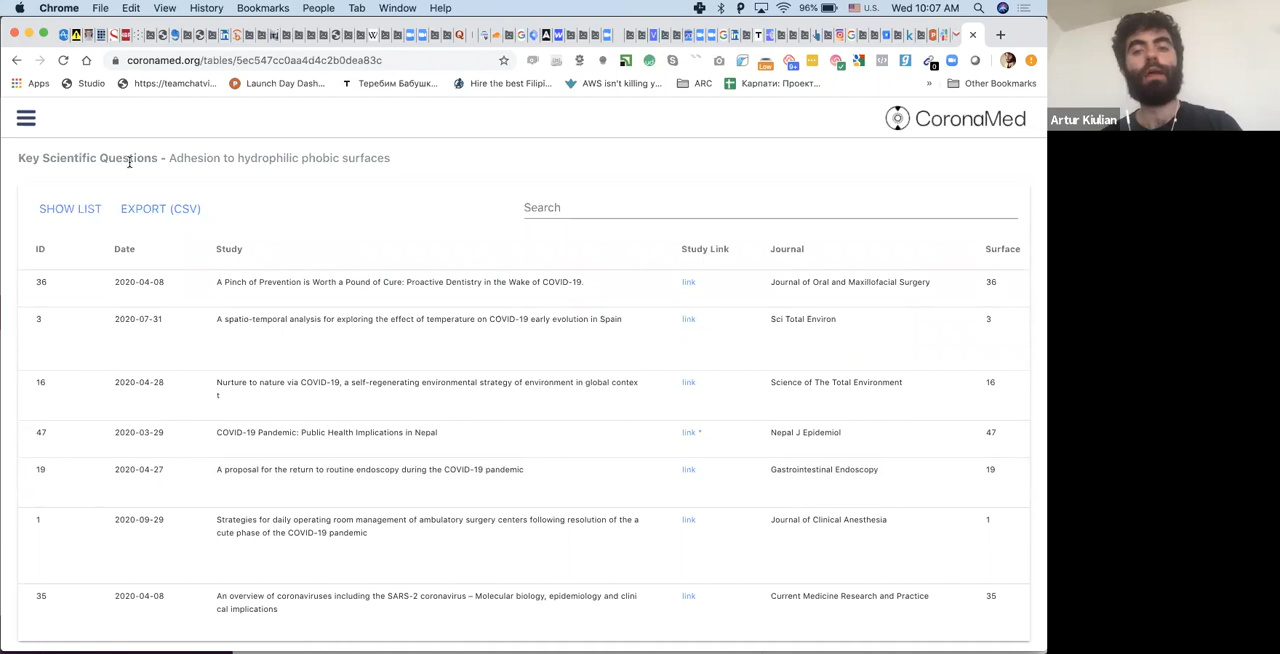 Chrome File Edit View History Bookmarks People Tab Window Help 96% U.S. Wed 10:07 AM
coronamed.org/tables/5ec547cc0aa4d4c2b0dea83c
Apps Studio https://teamchatvi... Launch Day Dash... Теребим Бабушк... Hire the best Filipi... AWS isn't killing y... ARC Карпати: Проект... » Other Bookmarks
Artur Kiulian
CoronaMed
Key Scientific Questions - Adhesion to hydrophilic phobic surfaces
SHOW LIST EXPORT (CSV) Search
ID Date Study Study Link Journal Surface
36 2020-04-08 A Pinch of Prevention is Worth a Pound of Cure: Proactive Dentistry in the Wake of COVID-19. link Journal of Oral and Maxillofacial Surgery 36
3 2020-07-31 A spatio-temporal analysis for exploring the effect of temperature on COVID-19 early evolution in Spain link Sci Total Environ 3
16 2020-04-28 Nurture to nature via COVID-19, a self-regenerating environmental strategy of environment in global contex link Science of The Total Environment 16
t
47 2020-03-29 COVID-19 Pandemic: Public Health Implications in Nepal link * Nepal J Epidemiol 47
19 2020-04-27 A proposal for the return to routine endoscopy during the COVID-19 pandemic link Gastrointestinal Endoscopy 19
1 2020-09-29 Strategies for daily operating room management of ambulatory surgery centers following resolution of the a link Journal of Clinical Anesthesia 1
cute phase of the COVID-19 pandemic
35 2020-04-08 An overview of coronaviruses including the SARS-2 coronavirus – Molecular biology, epidemiology and clini link Current Medicine Research and Practice 35
cal implications